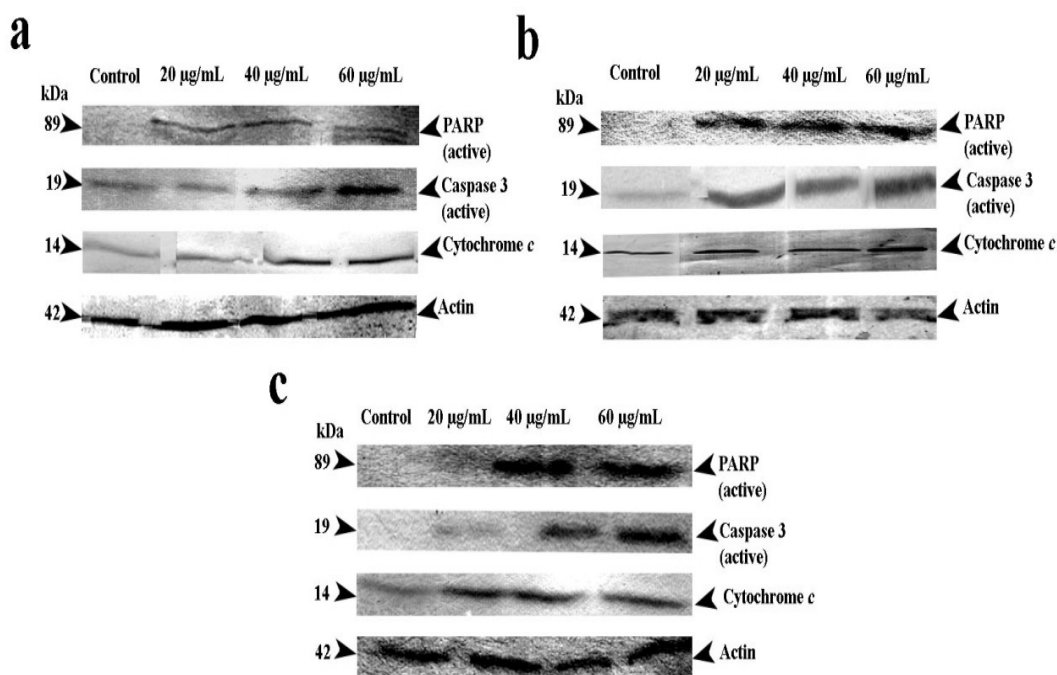 a
Control 20 µg/mL 40 µg/mL 60 µg/mL
kDa
89 PARP
(active)
19 Caspase 3
(active)
14 Cytochrome c
42 Actin
b
Control 20 µg/mL 40 µg/mL 60 µg/mL
kDa
89 PARP
(active)
19 Caspase 3
(active)
14 Cytochrome c
42 Actin
c
Control 20 µg/mL 40 µg/mL 60 µg/mL
kDa
89 PARP
(active)
19 Caspase 3
(active)
14 Cytochrome c
42 Actin